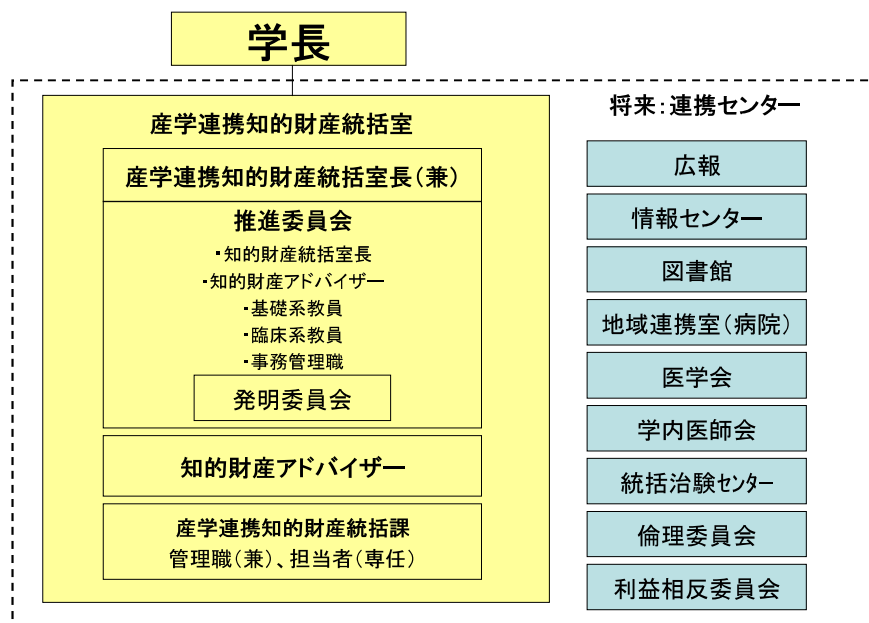 学長
産学連携知的財産統括室
産学連携知的財産統括室長（兼）
推進委員会
・知的財産統括室長
・知的財産アドバイザー
・基礎系教員
・臨床系教員
・事務管理職
発明委員会
知的財産アドバイザー
産学連携知的財産統括課
管理職（兼）、担当者（専任）
将来：連携センター
広報
情報センター
図書館
地域連携室（病院）
医学会
学内医師会
統括治験センター
倫理委員会
利益相反委員会